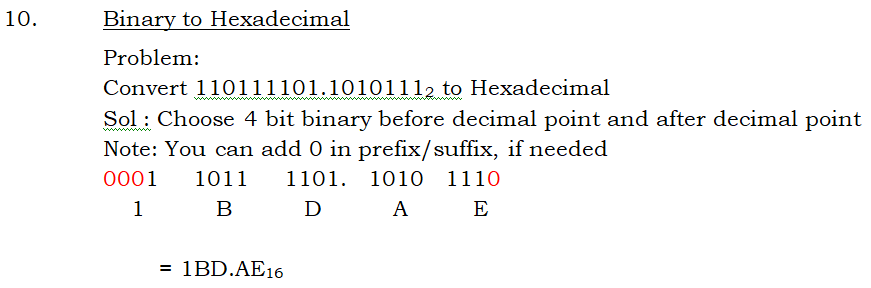 10. Binary to Hexadecimal
Problem:
Convert 110111101.1010111₂ to Hexadecimal
Sol : Choose 4 bit binary before decimal point and after decimal point
Note: You can add 0 in prefix/suffix, if needed
0001 1011 1101. 1010 1110
1 B D A E
= 1BD.AE₁₆